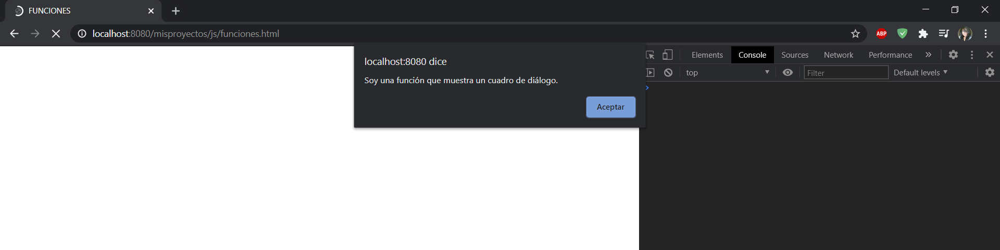 FUNCIONES
localhost:8080/misproyectos/js/funciones.html
ABP
localhost:8080 dice
Soy una función que muestra un cuadro de diálogo.
Aceptar
Elements Console Sources Network Performance
top Filter Default levels